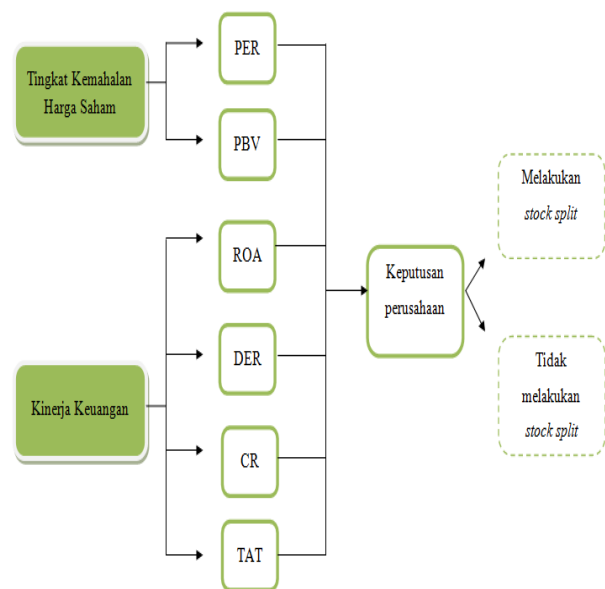 Tingkat Kemahalan
Harga Saham
PER
PBV
ROA
Kinerja Keuangan
DER
CR
TAT
Keputusan
perusahaan
Melakukan
stock split
Tidak
melakukan
stock split